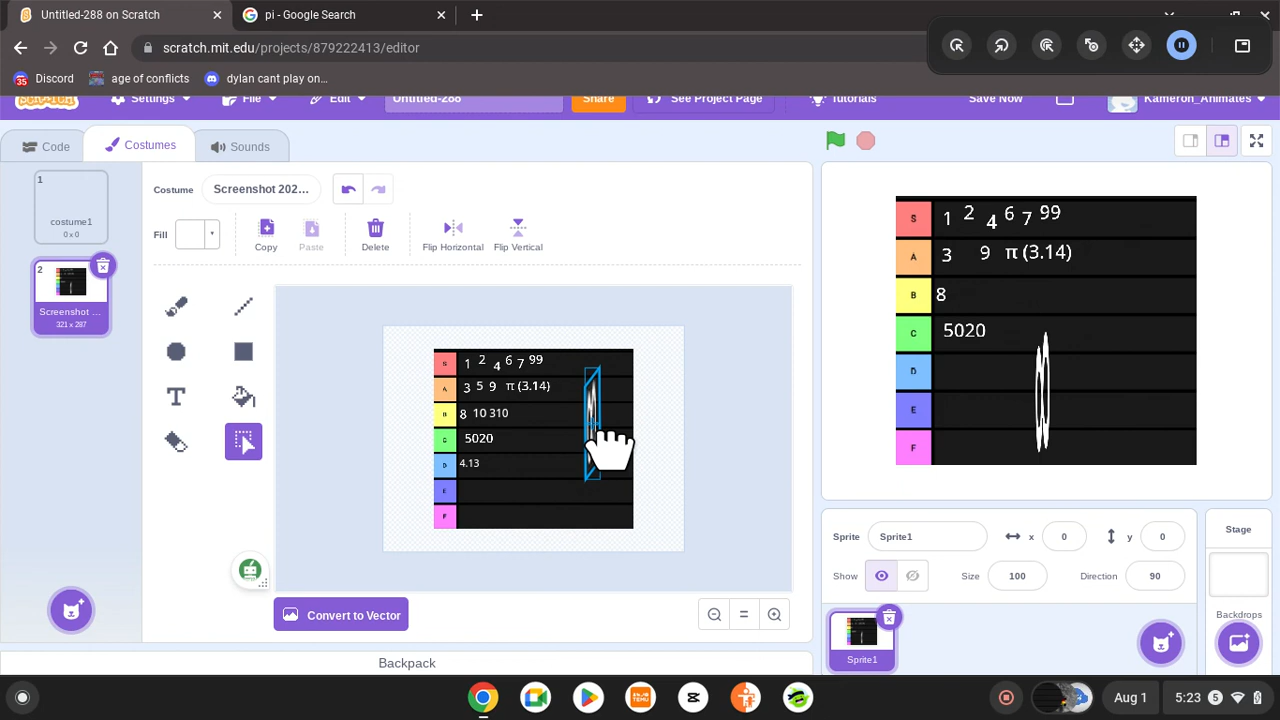 Untitled-288 on Scratch
pi - Google Search
scratch.mit.edu/projects/879222413/editor
35
Discord
age of conflicts
dylan cant play on…
Settings
File
Edit
Untitled-288
Share
See Project Page
Tutorials
Save Now
Kameron_Animates
Code
Costumes
Sounds
1
costume1
0 x 0
2
Screenshot ...
321 x 287
Costume
Screenshot 202...
Fill
Copy
Paste
Delete
Flip Horizontal
Flip Vertical
T
S 1 2 4 6 7 99
A 3 5 9 π (3.14)
B 8 10 310
C 5020
D 4.13
E
F
Convert to Vector
Backpack
S 1 2 4 6 7 99
A 3 9 π (3.14)
B 8
C 5020
D
E
F
Sprite
Sprite1
x
0
y
0
Show
Size
100
Direction
90
Sprite1
Stage
Backdrops
TEMU
Aug 1
5:23
5